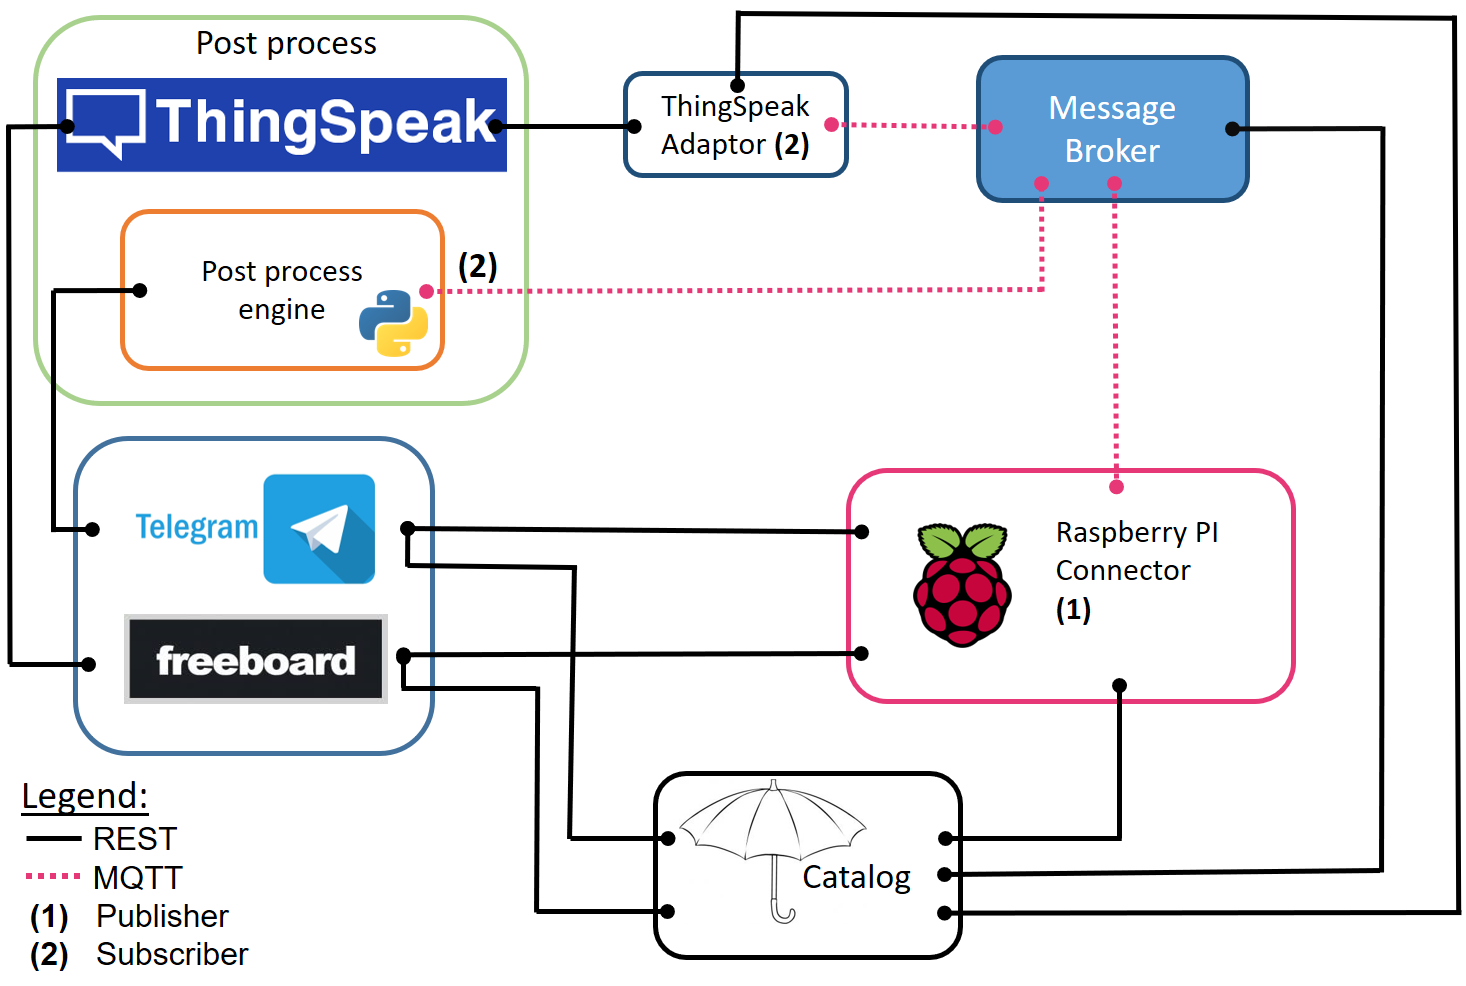 Post process
ThingSpeak
ThingSpeak
Adaptor (2)
Message
Broker
Post process
engine
(2)
Telegram
freeboard
Raspberry PI
Connector
(1)
Catalog
Legend:
REST
MQTT
(1) Publisher
(2) Subscriber